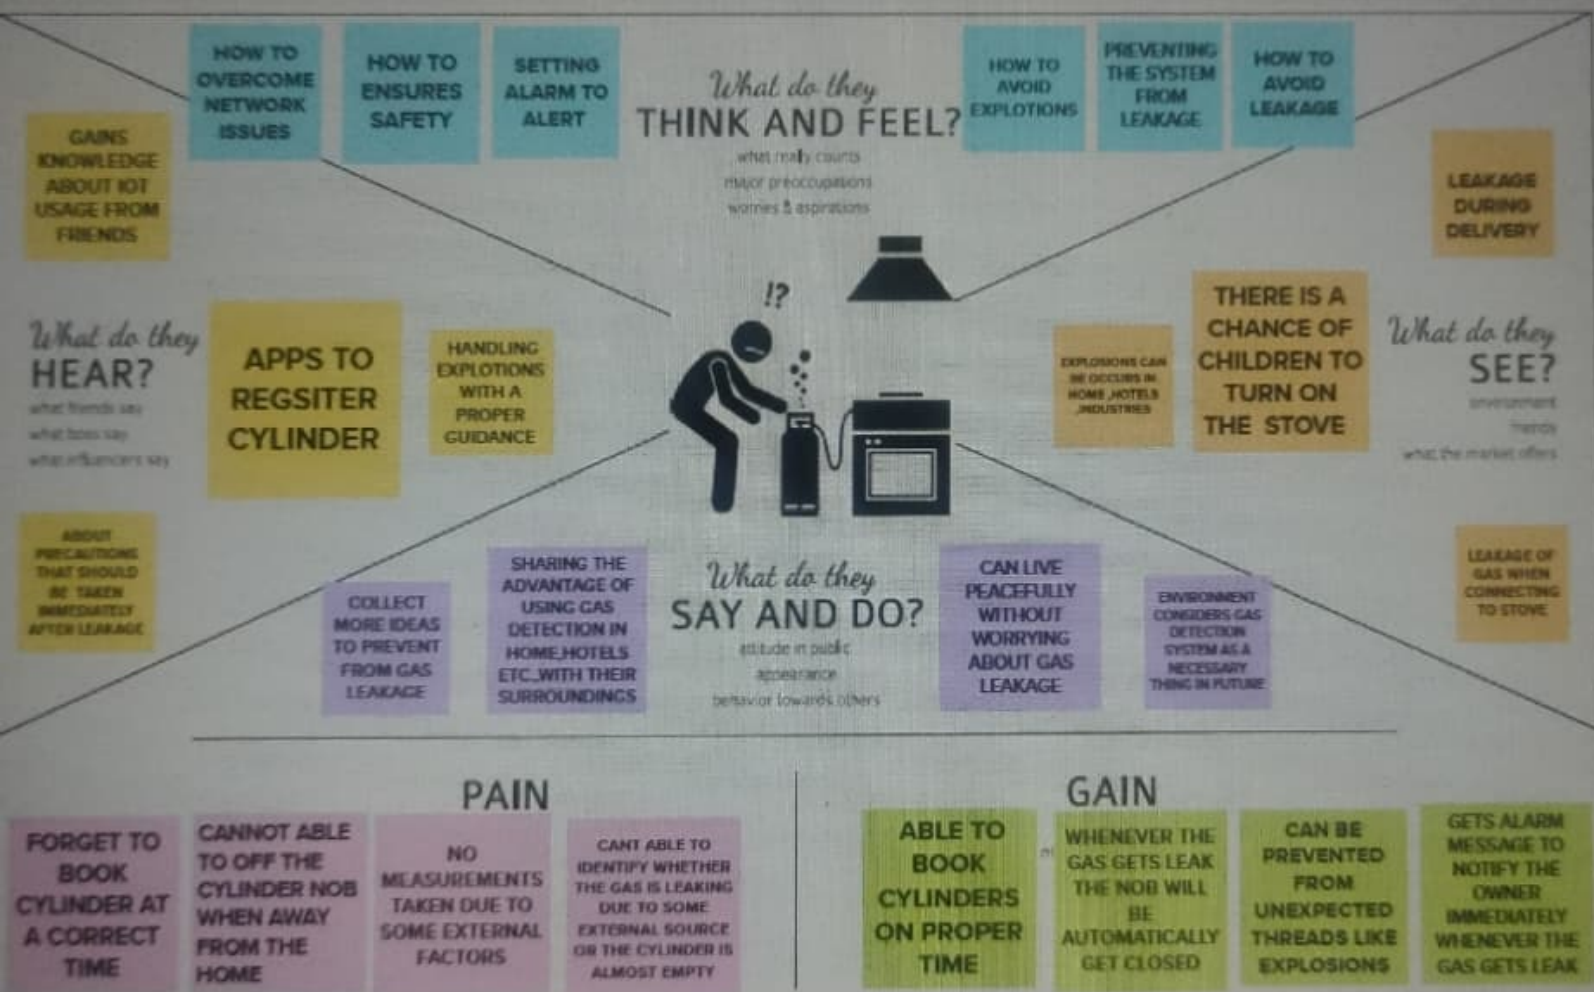 HOW TO
OVERCOME
NETWORK
ISSUES
HOW TO
ENSURES
SAFETY
SETTING
ALARM TO
ALERT
What do they
THINK AND FEEL?
what really counts
major preoccupations
worries & aspirations
HOW TO
AVOID
EXPLOTIONS
PREVENTING
THE SYSTEM
FROM
LEAKAGE
HOW TO
AVOID
LEAKAGE
GAINS
KNOWLEDGE
ABOUT IOT
USAGE FROM
FRIENDS
What do they
HEAR?
what friends say
what boss say
what influencers say
APPS TO
REGSITER
CYLINDER
HANDLING
EXPLOTIONS
WITH A
PROPER
GUIDANCE
ABOUT
PRECAUTIONS
THAT SHOULD
BE TAKEN
IMMEDIATELY
AFTER LEAKAGE
!?
LEAKAGE
DURING
DELIVERY
EXPLOSIONS CAN
BE OCCURS IN
HOME ,HOTELS
,INDUSTRIES
THERE IS A
CHANCE OF
CHILDREN TO
TURN ON
THE STOVE
What do they
SEE?
environment
friends
what the market offers
LEAKAGE OF
GAS WHEN
CONNECTING
TO STOVE
COLLECT
MORE IDEAS
TO PREVENT
FROM GAS
LEAKAGE
SHARING THE
ADVANTAGE OF
USING GAS
DETECTION IN
HOME,HOTELS
ETC.,WITH THEIR
SURROUNDINGS
What do they
SAY AND DO?
attitude in public
appearance
behavior towards others
CAN LIVE
PEACEFULLY
WITHOUT
WORRYING
ABOUT GAS
LEAKAGE
ENVIRONMENT
CONSIDERS GAS
DETECTION
SYSTEM AS A
NECESSARY
THING IN FUTURE
PAIN
FORGET TO
BOOK
CYLINDER AT
A CORRECT
TIME
CANNOT ABLE
TO OFF THE
CYLINDER NOB
WHEN AWAY
FROM THE
HOME
NO
MEASUREMENTS
TAKEN DUE TO
SOME EXTERNAL
FACTORS
CANT ABLE TO
IDENTIFY WHETHER
THE GAS IS LEAKING
DUE TO SOME
EXTERNAL SOURCE
OR THE CYLINDER IS
ALMOST EMPTY
GAIN
ABLE TO
BOOK
CYLINDERS
ON PROPER
TIME
WHENEVER THE
GAS GETS LEAK
THE NOB WILL
BE
AUTOMATICALLY
GET CLOSED
CAN BE
PREVENTED
FROM
UNEXPECTED
THREADS LIKE
EXPLOSIONS
GETS ALARM
MESSAGE TO
NOTIFY THE
OWNER
IMMEDIATELY
WHENEVER THE
GAS GETS LEAK